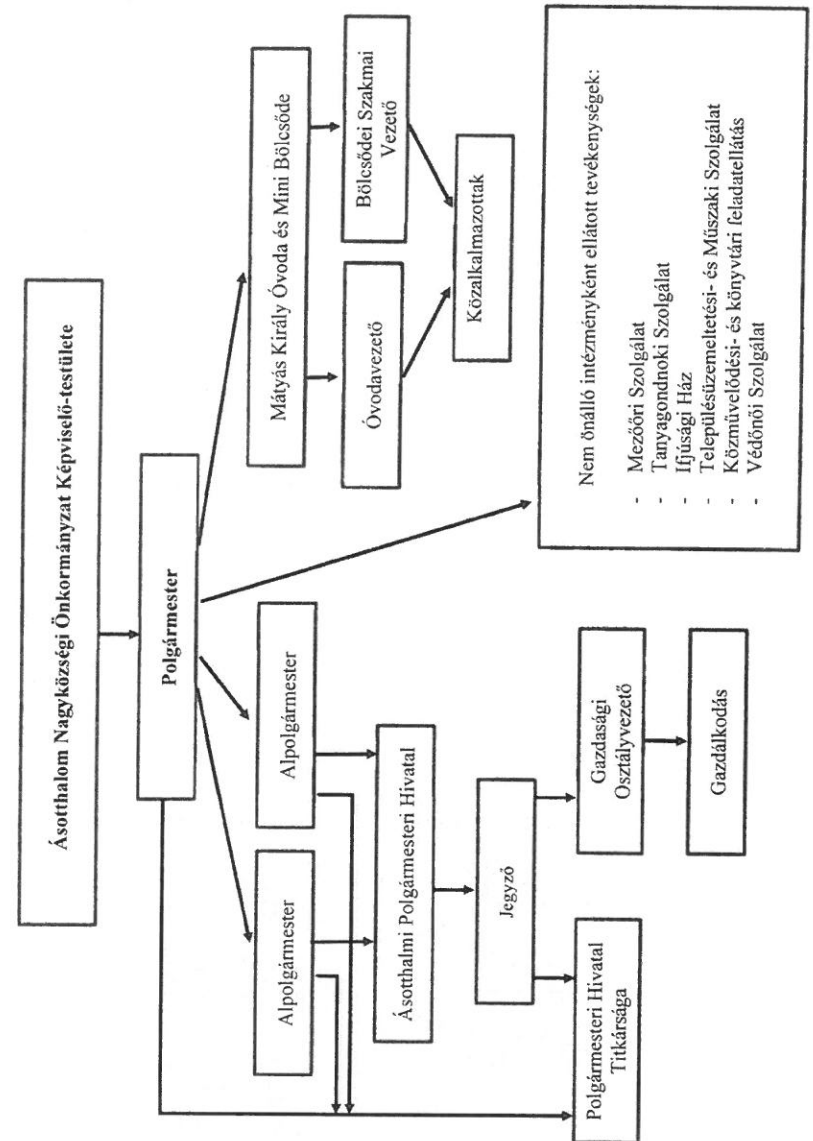 Ásotthalom Nagyközségi Önkormányzat Képviselő-testülete
Polgármester
Alpolgármester
Alpolgármester
Mátyás Király Óvoda és Mini Bölcsőde
Óvodavezető
Bölcsődei Szakmai
Vezető
Közalkalmazottak
Ásotthalmi Polgármesteri Hivatal
Jegyző
Polgármesteri Hivatal
Titkársága
Gazdasági
Osztályvezető
Gazdálkodás
Nem önálló intézményként ellátott tevékenységek:
- Mezőőri Szolgálat
- Tanyagondnoki Szolgálat
- Ifjúsági Ház
- Településüzemeltetési- és Műszaki Szolgálat
- Közművelődési- és könyvtári feladatellátás
- Védőnői Szolgálat